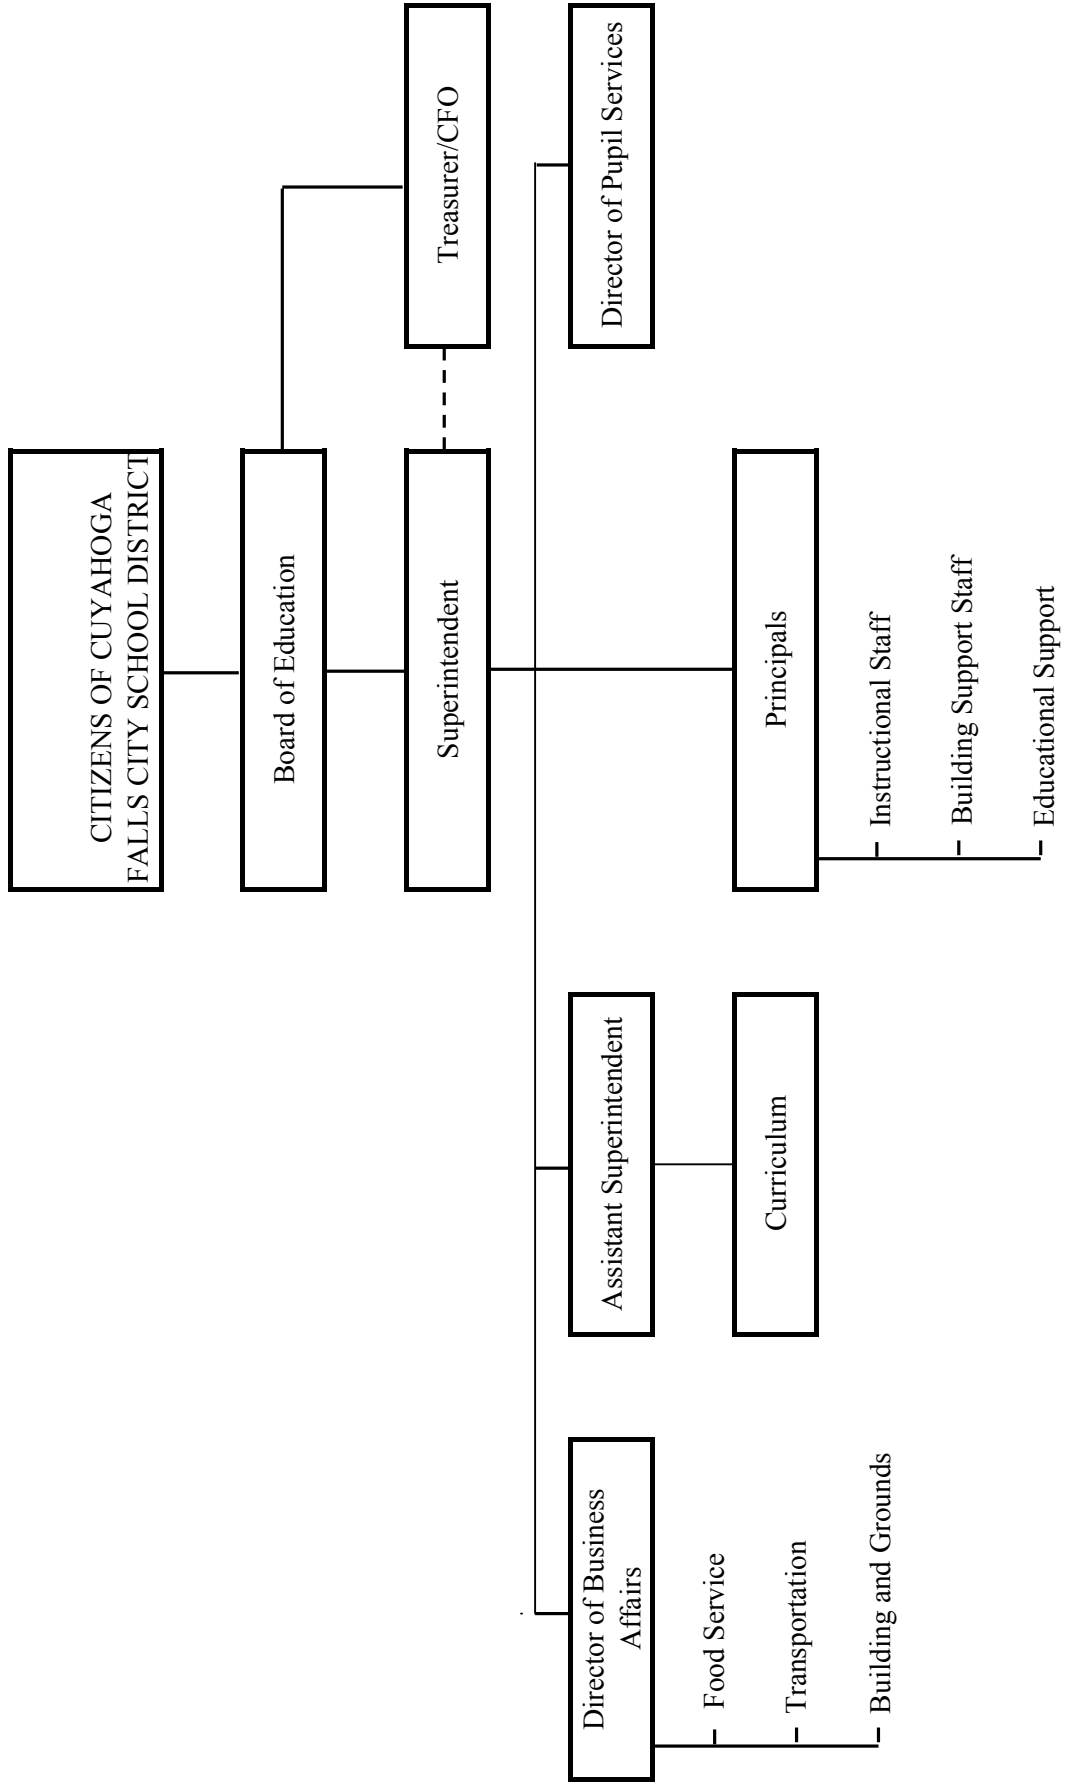 CITIZENS OF CUYAHOGA
FALLS CITY SCHOOL DISTRICT
Board of Education
Superintendent
Treasurer/CFO
Director of Business
Affairs
Assistant Superintendent
Director of Pupil Services
Food Service
Transportation
Building and Grounds
Curriculum
Principals
Instructional Staff
Building Support Staff
Educational Support